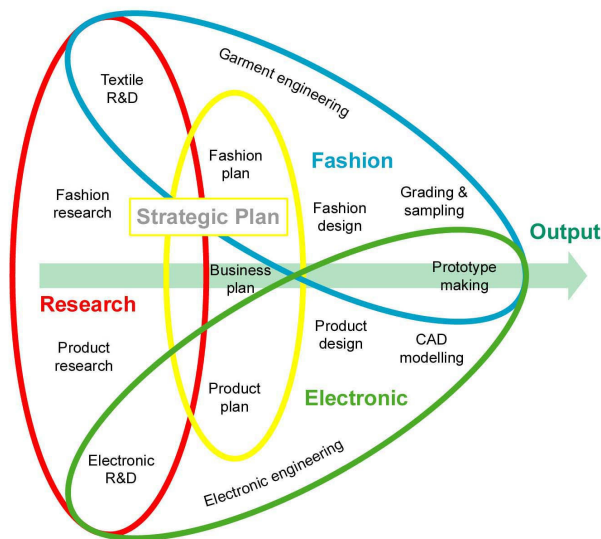 Garment engineering
Textile
R&D
Fashion
plan
Fashion
Fashion
research
Grading &
sampling
Strategic Plan
Fashion
design
Output
Business
plan
Prototype
making
Research
Product
research
Product
design
CAD
modelling
Product
plan
Electronic
Electronic
R&D
Electronic engineering